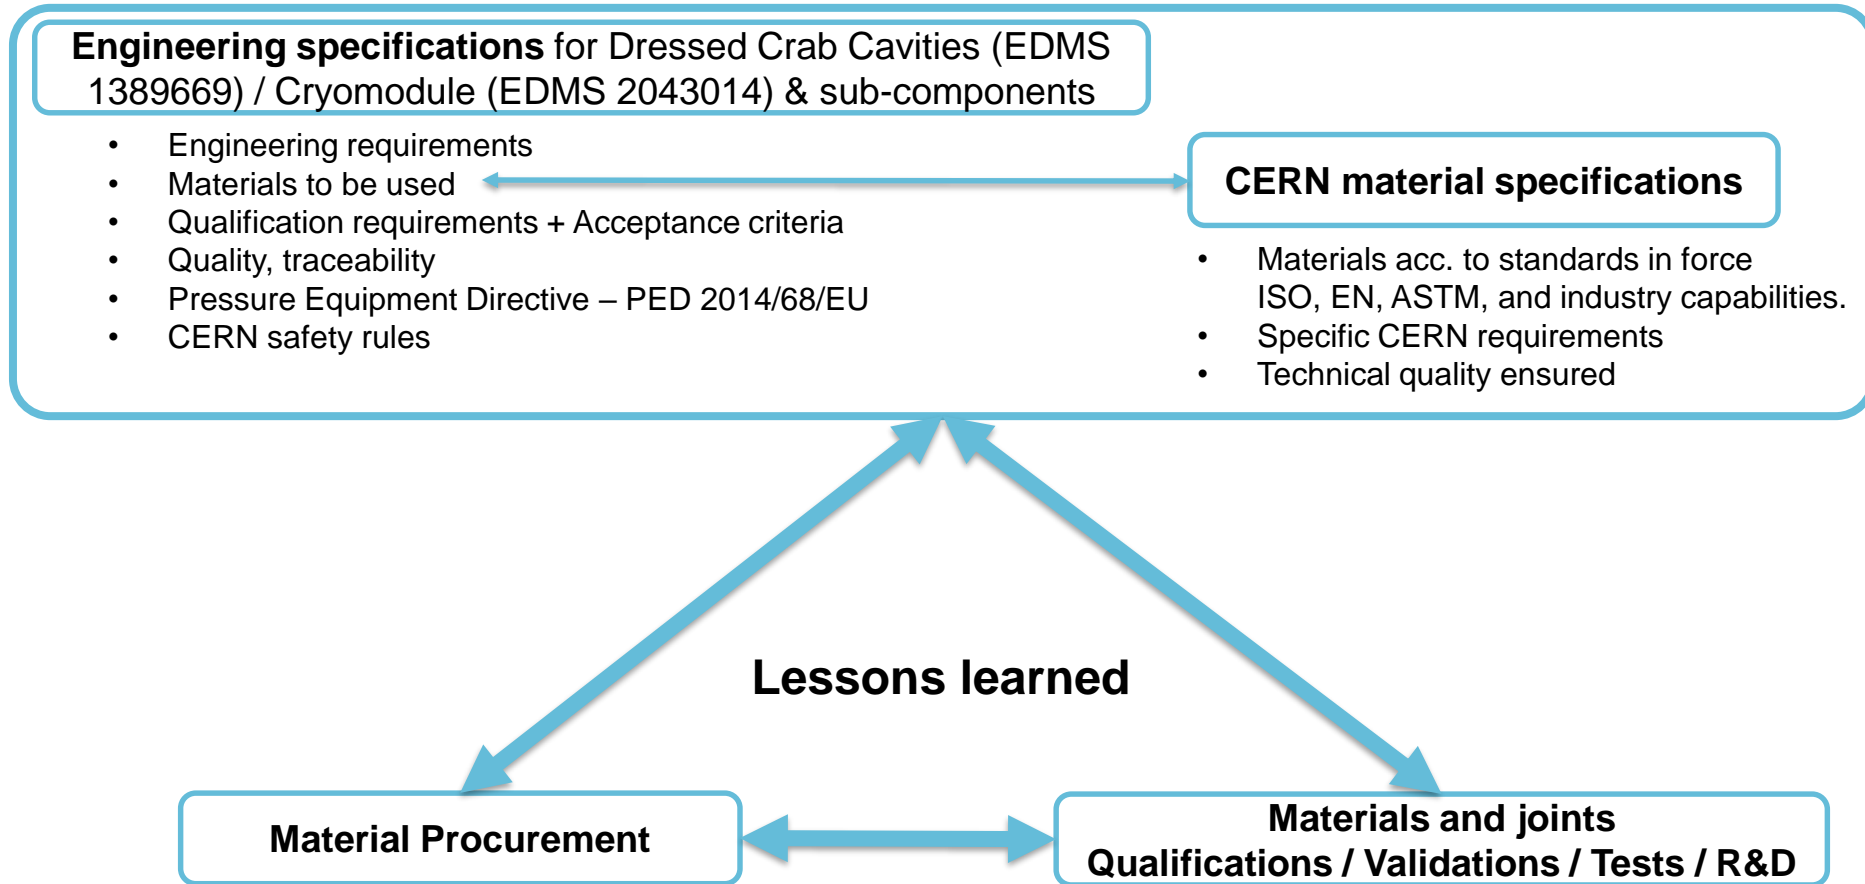 Engineering specifications for Dressed Crab Cavities (EDMS
1389669) / Cryomodule (EDMS 2043014) & sub-components
• Engineering requirements
• Materials to be used
• Qualification requirements + Acceptance criteria
• Quality, traceability
• Pressure Equipment Directive – PED 2014/68/EU
• CERN safety rules
CERN material specifications
• Materials acc. to standards in force
ISO, EN, ASTM, and industry capabilities.
• Specific CERN requirements
• Technical quality ensured
Lessons learned
Material Procurement
Materials and joints
Qualifications / Validations / Tests / R&D